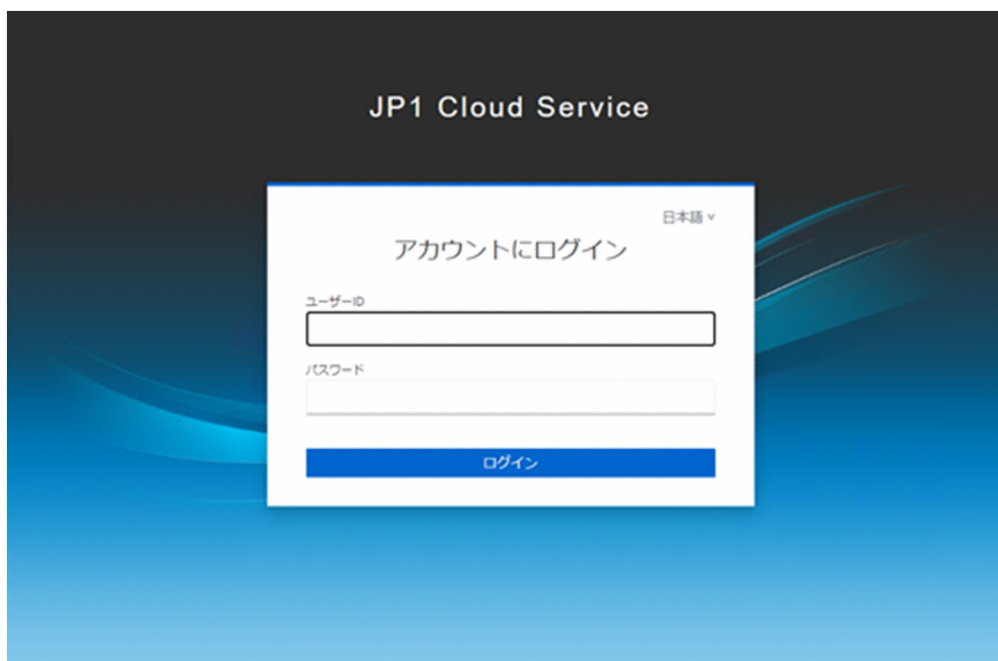 JP1 Cloud Service
日本語
アカウントにログイン
ユーザーID
パスワード
ログイン